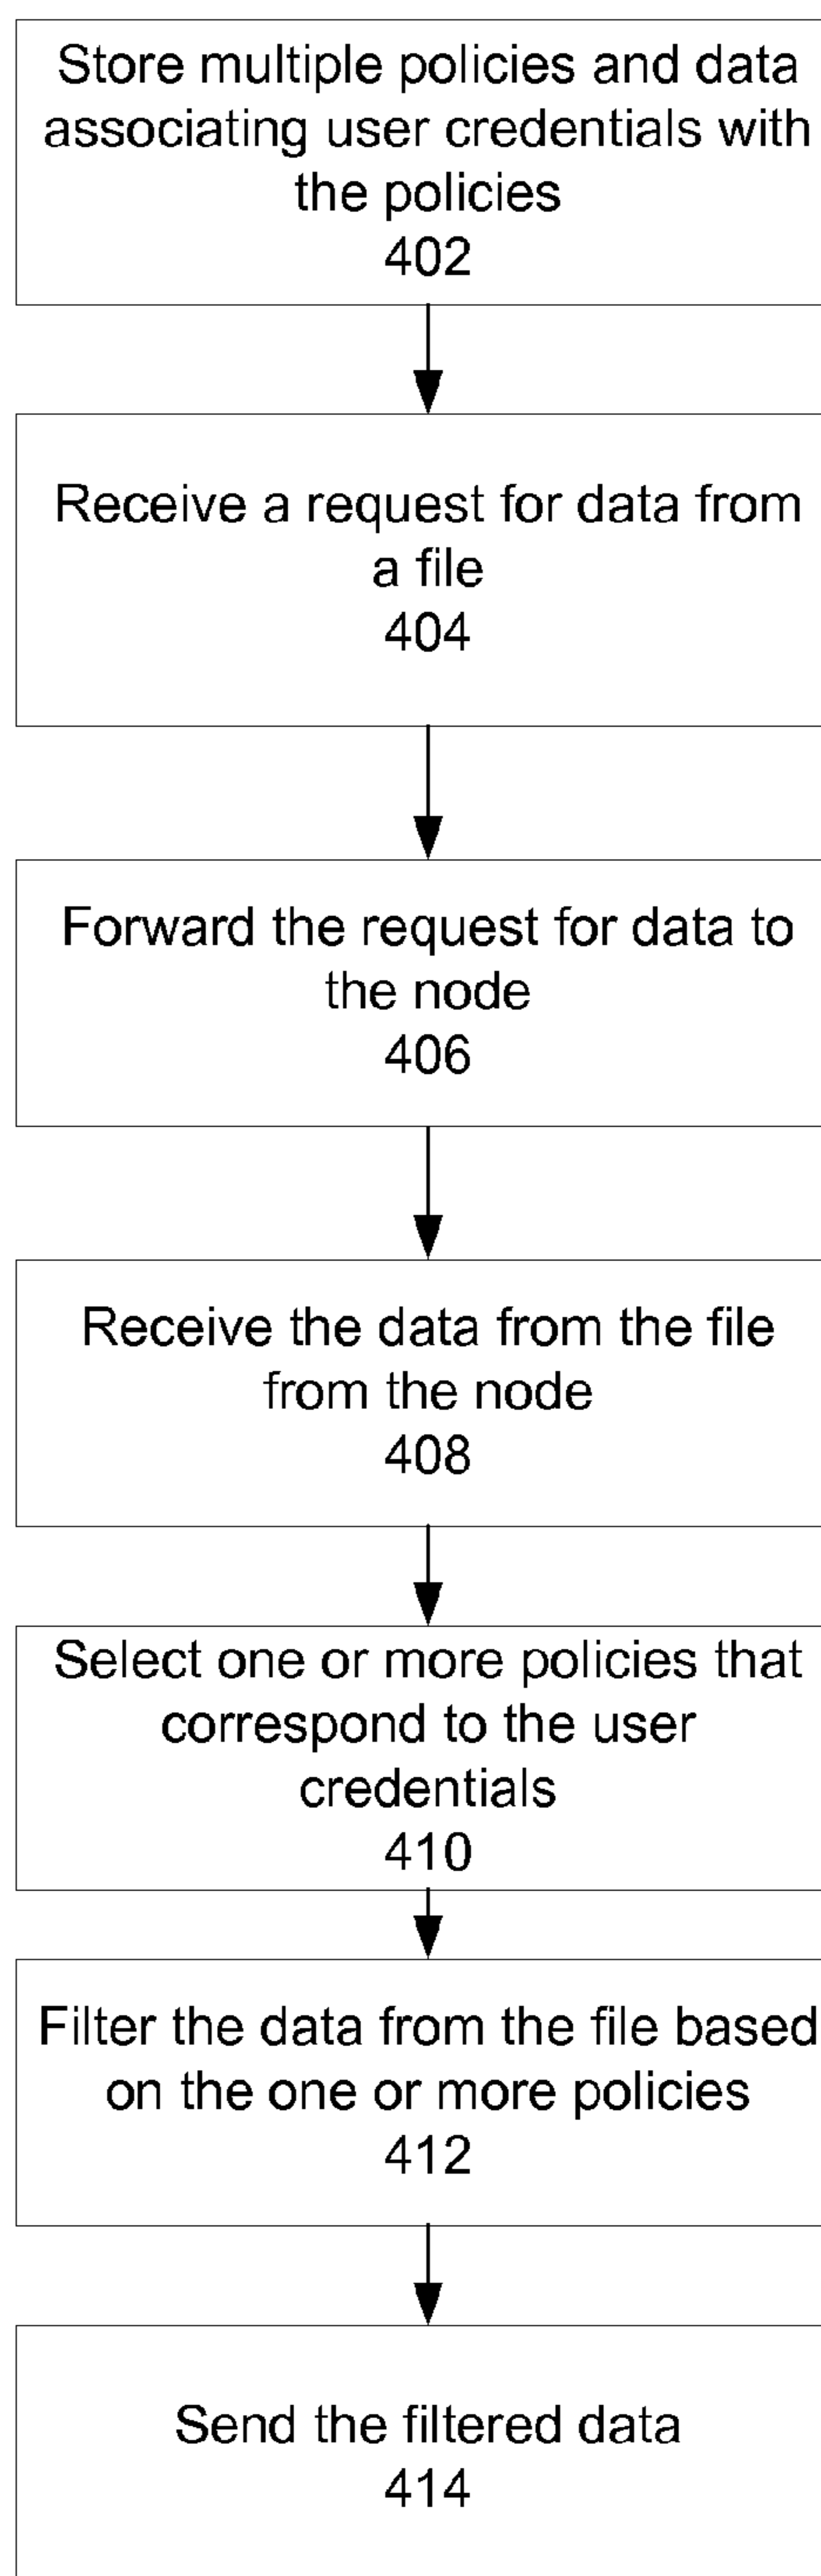 Store multiple policies and data
associating user credentials with
the policies
402
Receive a request for data from
a file
404
Forward the request for data to
the node
406
Receive the data from the file
from the node
408
Select one or more policies that
correspond to the user
credentials
410
Filter the data from the file based
on the one or more policies
412
Send the filtered data
414